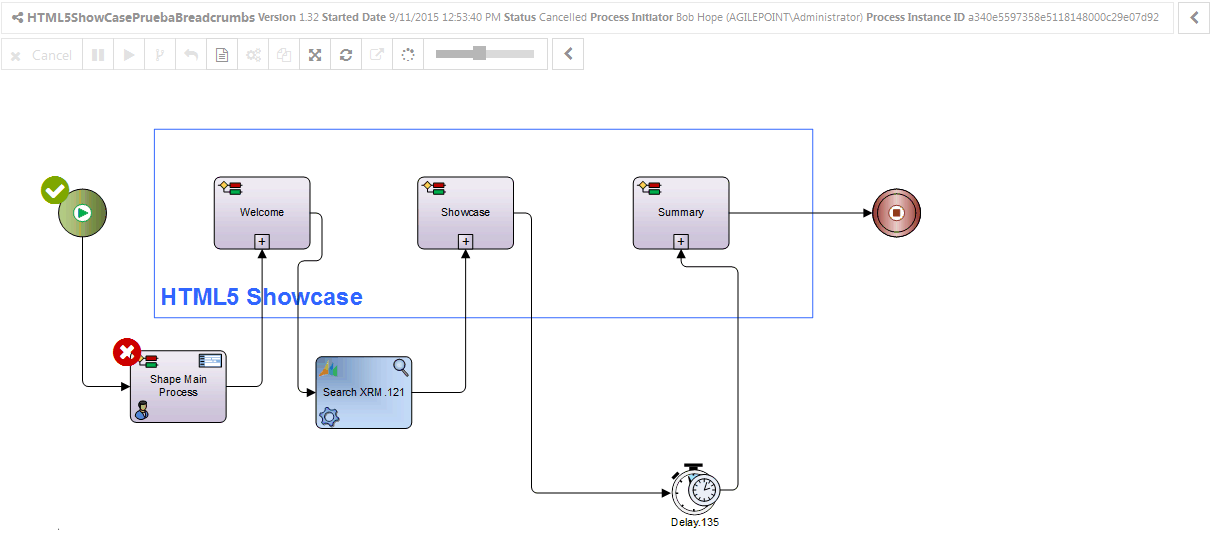 HTML5ShowCasePruebaBreadcrumbs Version 1.32 Started Date 9/11/2015 12:53:40 PM Status Cancelled Process Initiator Bob Hope (AGILEPOINT\Administrator) Process Instance ID a340e5597358e5118148000c29e07d92
Cancel
Welcome
Showcase
Summary
HTML5 Showcase
Shape Main
Process
Search XRM .121
Delay.135